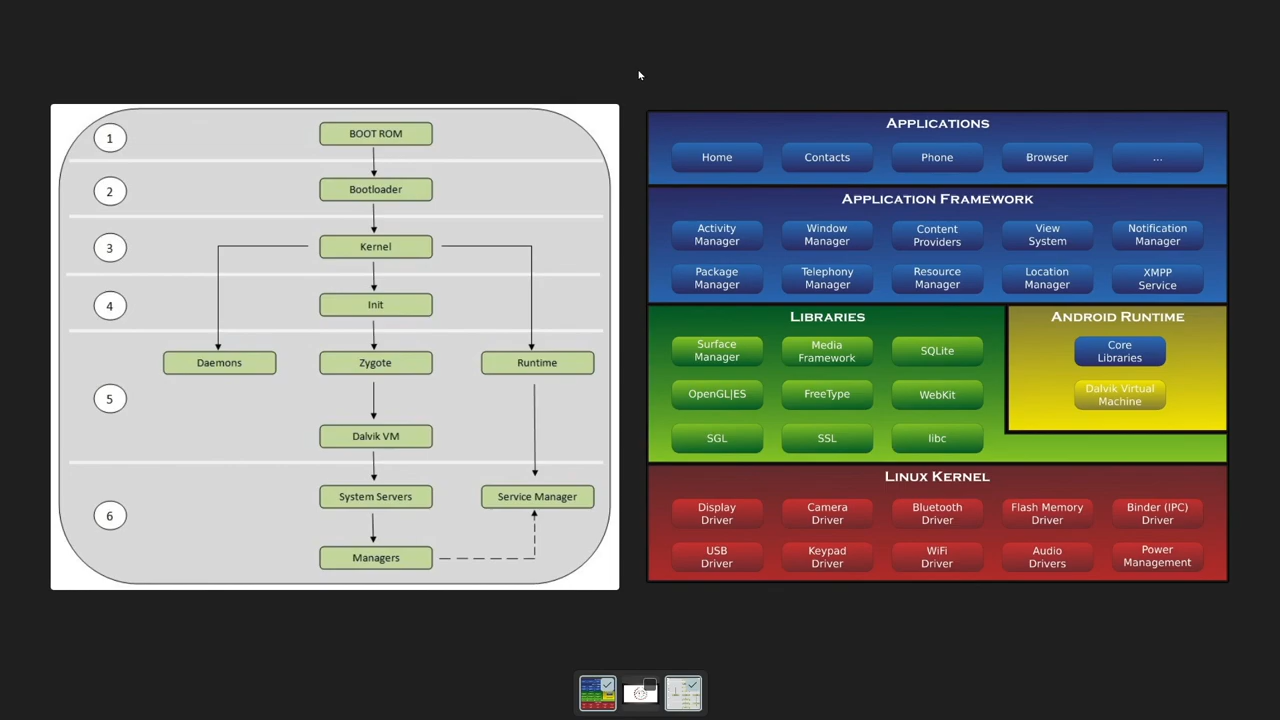 1
BOOT ROM
2
Bootloader
3
Kernel
4
Init
Daemons
Zygote
Runtime
5
Dalvik VM
System Servers
Service Manager
6
Managers
APPLICATIONS
Home
Contacts
Phone
Browser
...
APPLICATION FRAMEWORK
Activity
Manager
Window
Manager
Content
Providers
View
System
Notification
Manager
Package
Manager
Telephony
Manager
Resource
Manager
Location
Manager
XMPP
Service
LIBRARIES
Surface
Manager
Media
Framework
SQLite
OpenGL|ES
FreeType
WebKit
SGL
SSL
libc
ANDROID RUNTIME
Core
Libraries
Dalvik Virtual
Machine
LINUX KERNEL
Display
Driver
Camera
Driver
Bluetooth
Driver
Flash Memory
Driver
Binder (IPC)
Driver
USB
Driver
Keypad
Driver
WiFi
Driver
Audio
Drivers
Power
Management